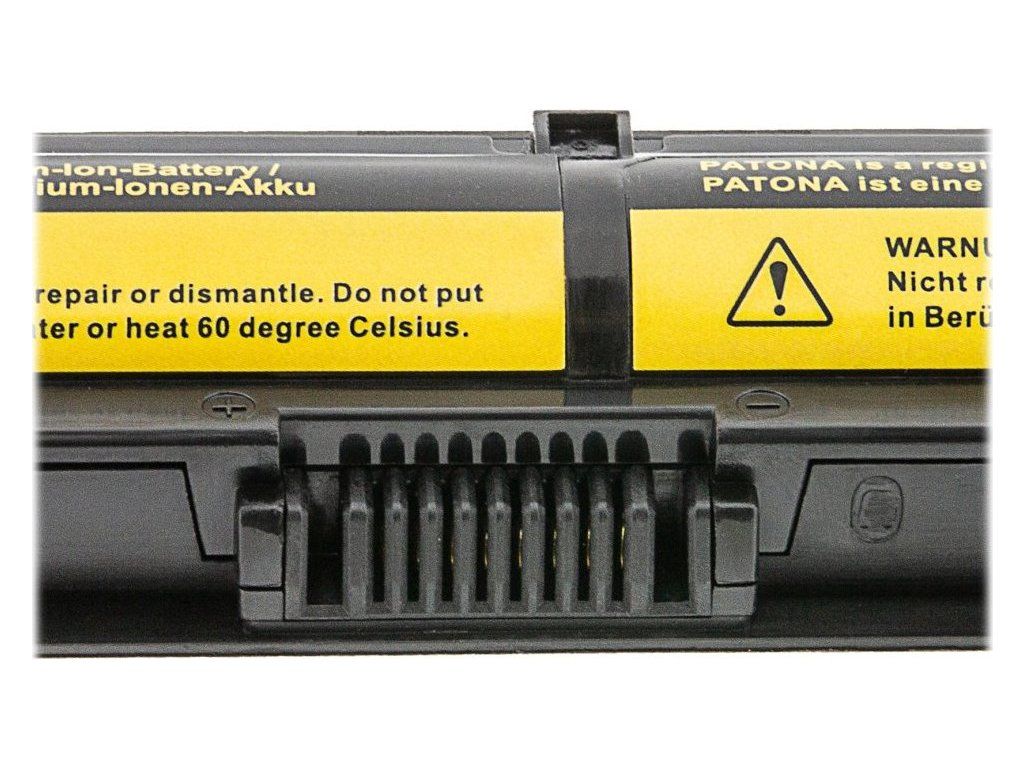 -Ion-Battery /
ium-Ionen-Akku
repair or dismantle. Do not put
ter or heat 60 degree Celsius.
+
PATONA is a regi
PATONA ist eine
!
WARNU
Nicht r
in Berü
−